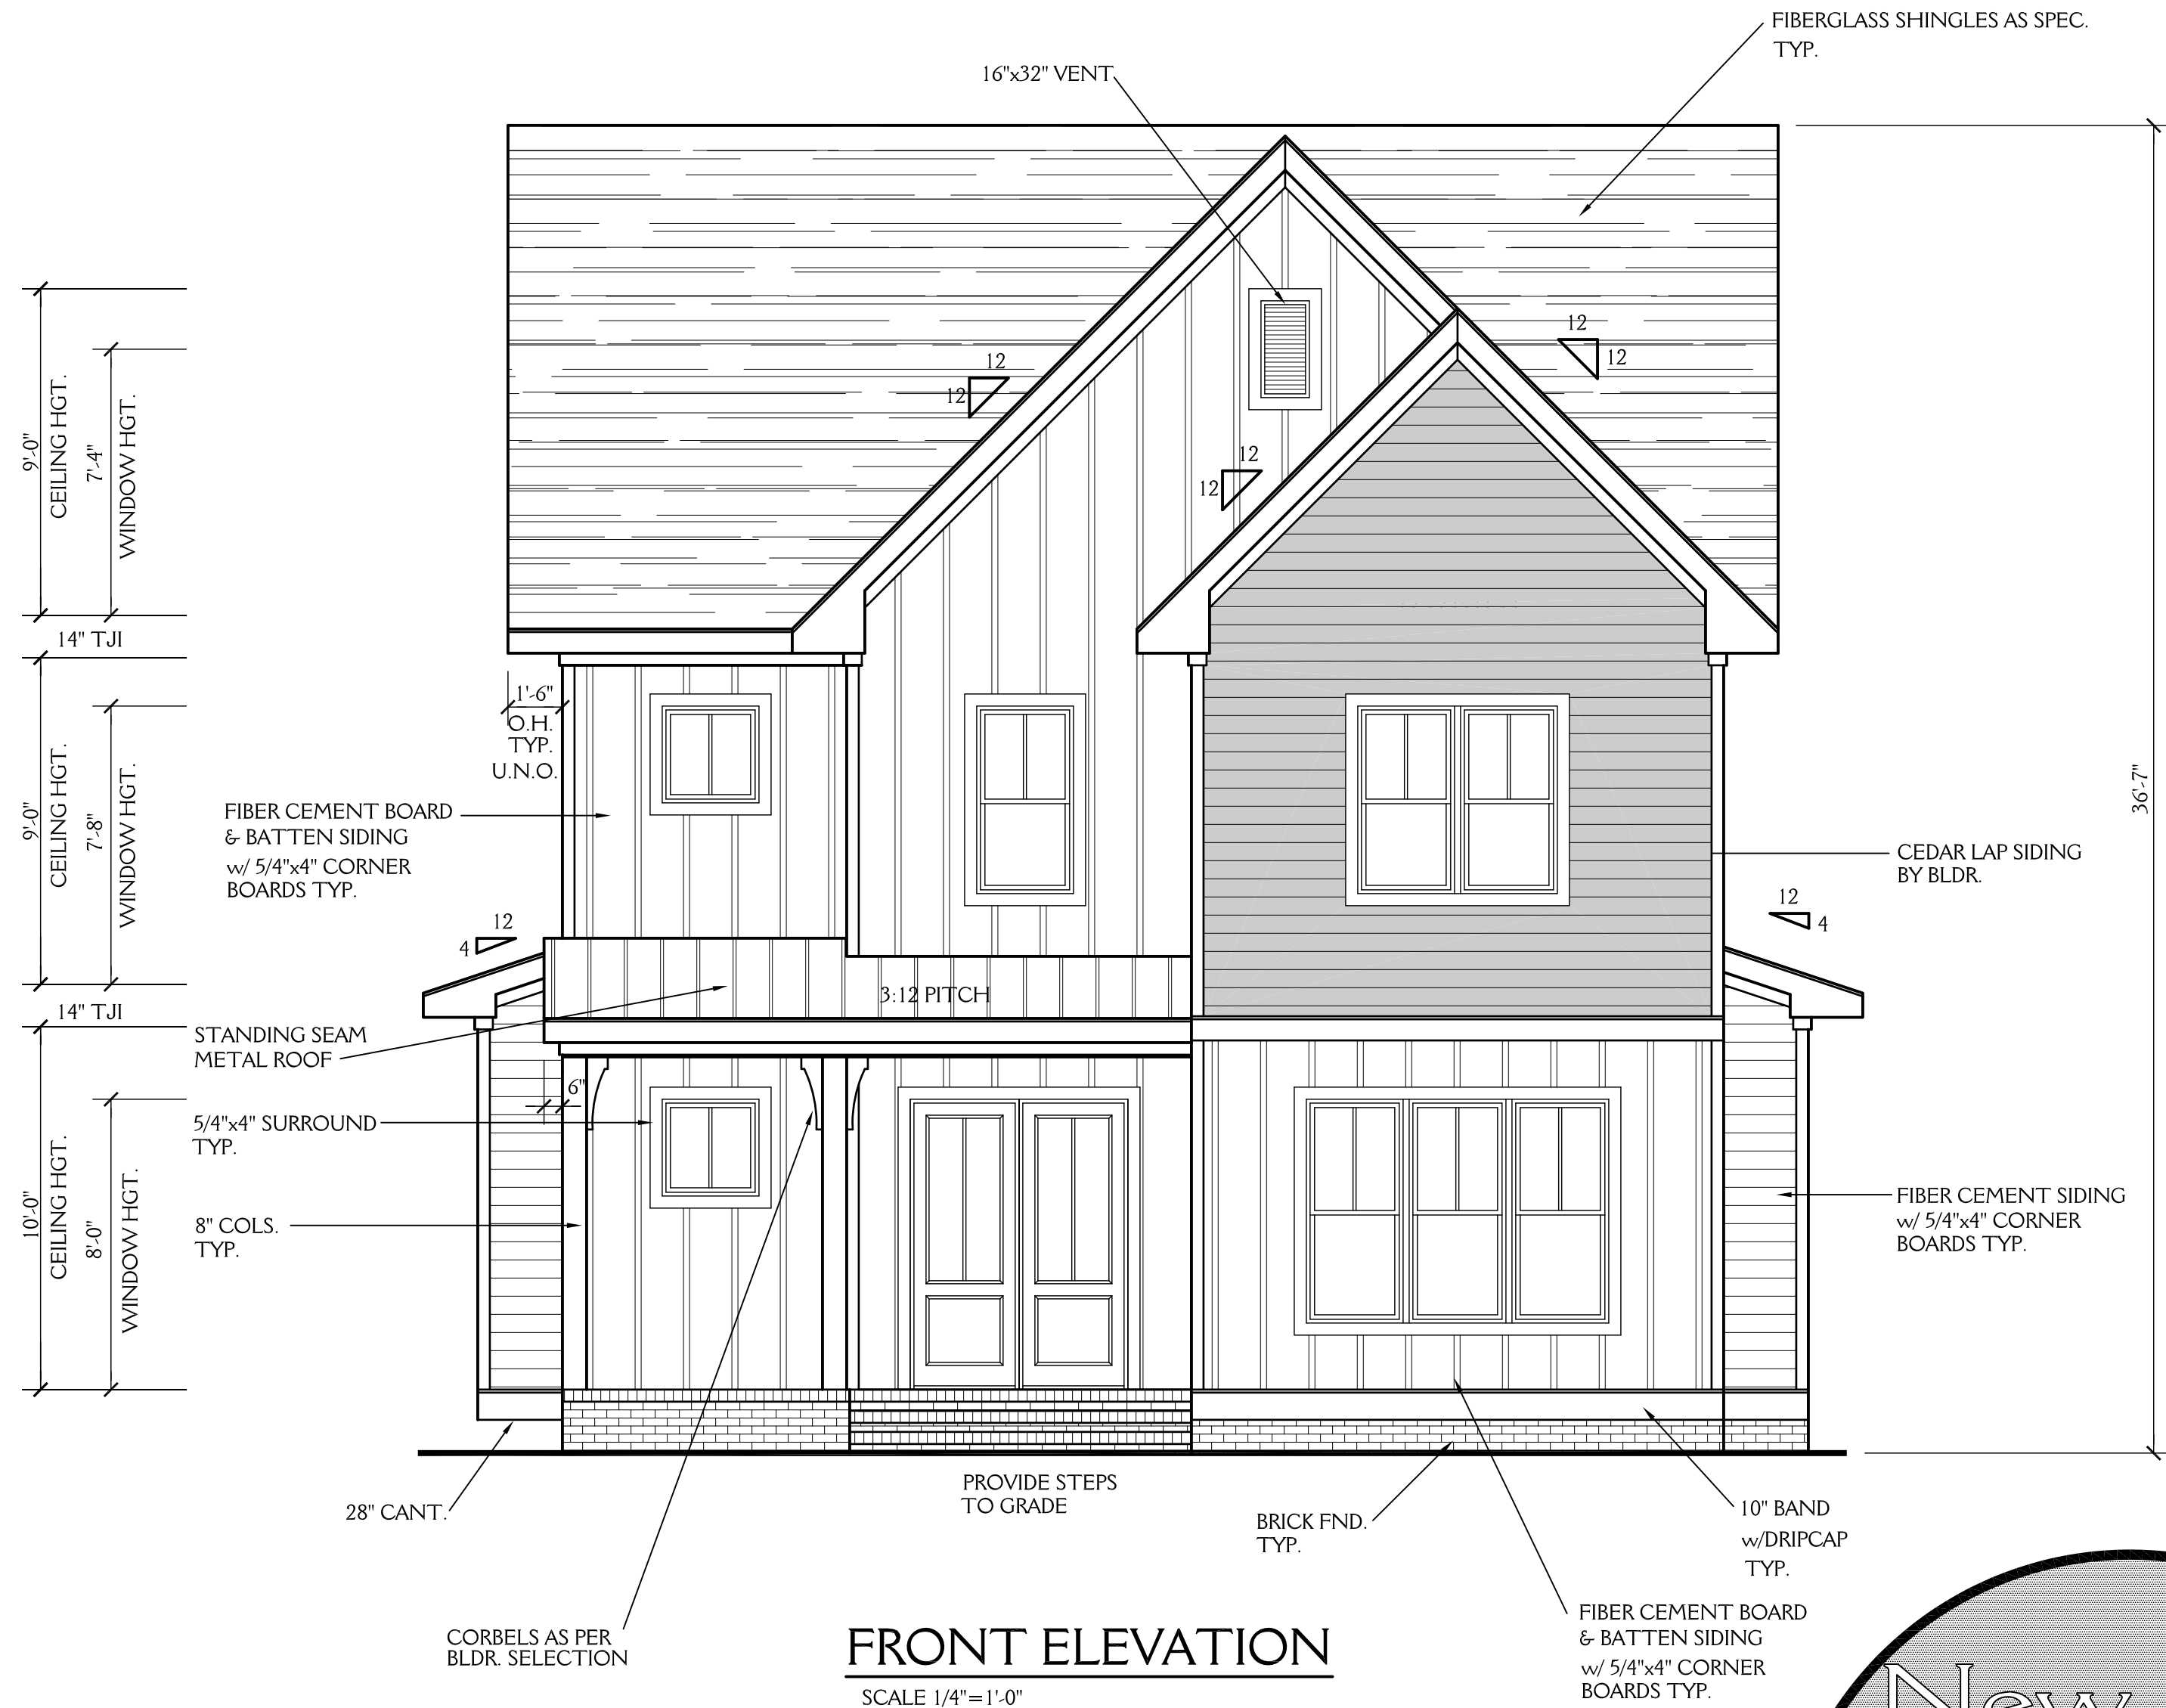 FIBERGLASS SHINGLES AS SPEC.
TYP.
16"x32" VENT
12
12
12
12
12
12
9'-0"
CEILING HGT.
7'-4"
WINDOW HGT.
14" TJI
1'-6"
O.H.
TYP.
U.N.O.
9'-0"
CEILING HGT.
7'-8"
WINDOW HGT.
36'-7"
FIBER CEMENT BOARD
& BATTEN SIDING
w/ 5/4"x4" CORNER
BOARDS TYP.
CEDAR LAP SIDING
BY BLDR.
12
4
12
4
3:12 PITCH
14" TJI
STANDING SEAM
METAL ROOF
6"
5/4"x4" SURROUND
TYP.
10'-0"
CEILING HGT.
8'-0"
WINDOW HGT.
8" COLS.
TYP.
FIBER CEMENT SIDING
w/ 5/4"x4" CORNER
BOARDS TYP.
PROVIDE STEPS
TO GRADE
28" CANT.
BRICK FND.
TYP.
10" BAND
w/DRIPCAP
TYP.
CORBELS AS PER
BLDR. SELECTION
FIBER CEMENT BOARD
& BATTEN SIDING
w/ 5/4"x4" CORNER
BOARDS TYP.
FRONT ELEVATION
SCALE 1/4"=1'-0"
New